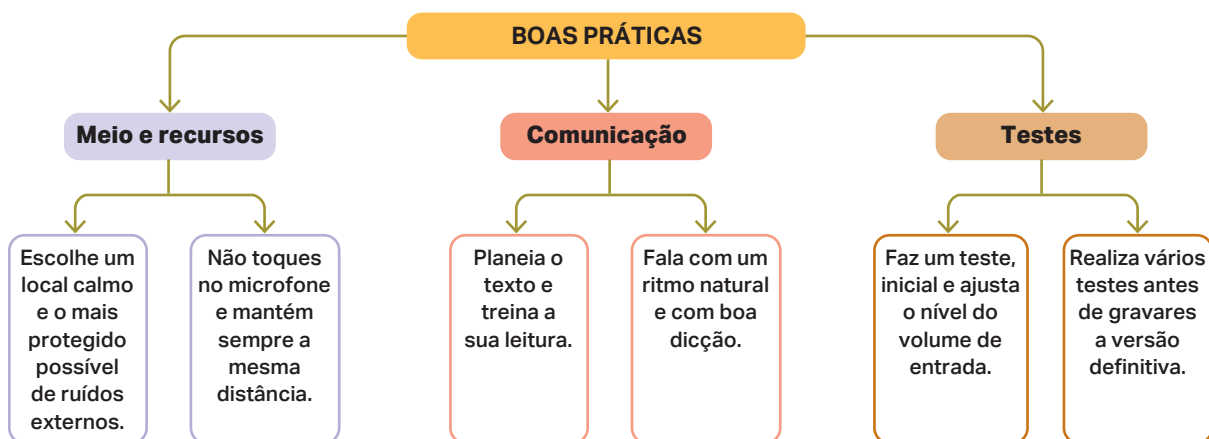 BOAS PRÁTICAS
Meio e recursos
Escolhe um
local calmo
e o mais
protegido
possível
de ruídos
externos.
Não toques
no microfone
e mantém
sempre a
mesma
distância.
Comunicação
Planeia o
texto e
treina a
sua leitura.
Fala com um
ritmo natural
e com boa
dicção.
Testes
Faz um teste,
inicial e ajusta
o nível do
volume de
entrada.
Realiza vários
testes antes
de gravares
a versão
definitiva.